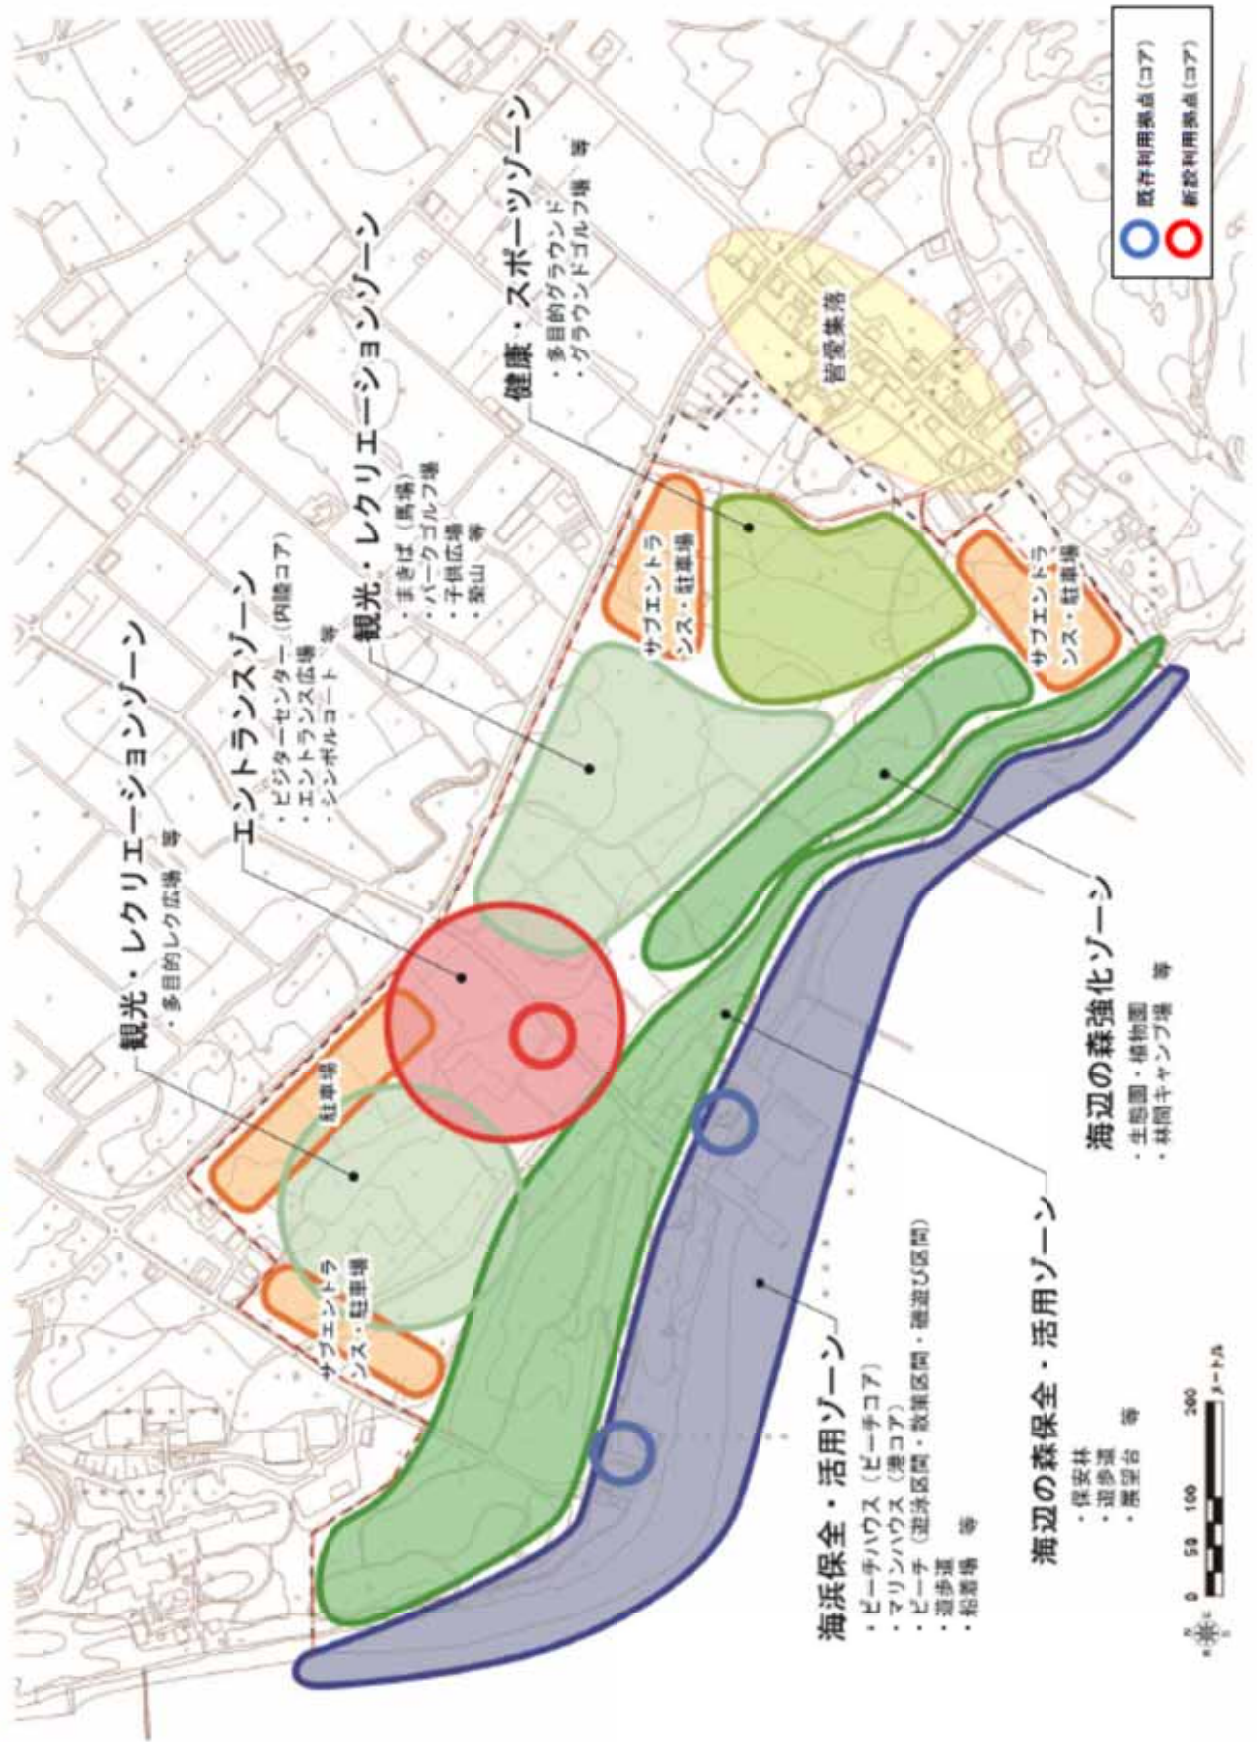 観光・レクリエーションゾーン
・多目的レク広場　等
エントランスゾーン
・ビジターセンター（内陸コア）
・エントランス広場
・シンボルコート　等
観光・レクリエーションゾーン
・まきば（馬場）
・パークゴルフ場
・子供広場
・築山　等
健康・スポーツゾーン
・多目的グラウンド
・グラウンドゴルフ場　等
サブエントラ
ンス・駐車場
駐車場
サブエントラ
ンス・駐車場
サブエントラ
ンス・駐車場
皆愛集落
海浜保全・活用ゾーン
・ビーチハウス（ビーチコア）
・マリンハウス（港コア）
・ビーチ（遊泳区間・散策区間・磯遊び区間）
・遊歩道
・船着場　等
海辺の森保全・活用ゾーン
・保安林
・遊歩道
・展望台　等
海辺の森強化ゾーン
・生態園・植物園
・林間キャンプ場　等
既存利用拠点(コア)
新設利用拠点(コア)
0 50 100 200
メートル